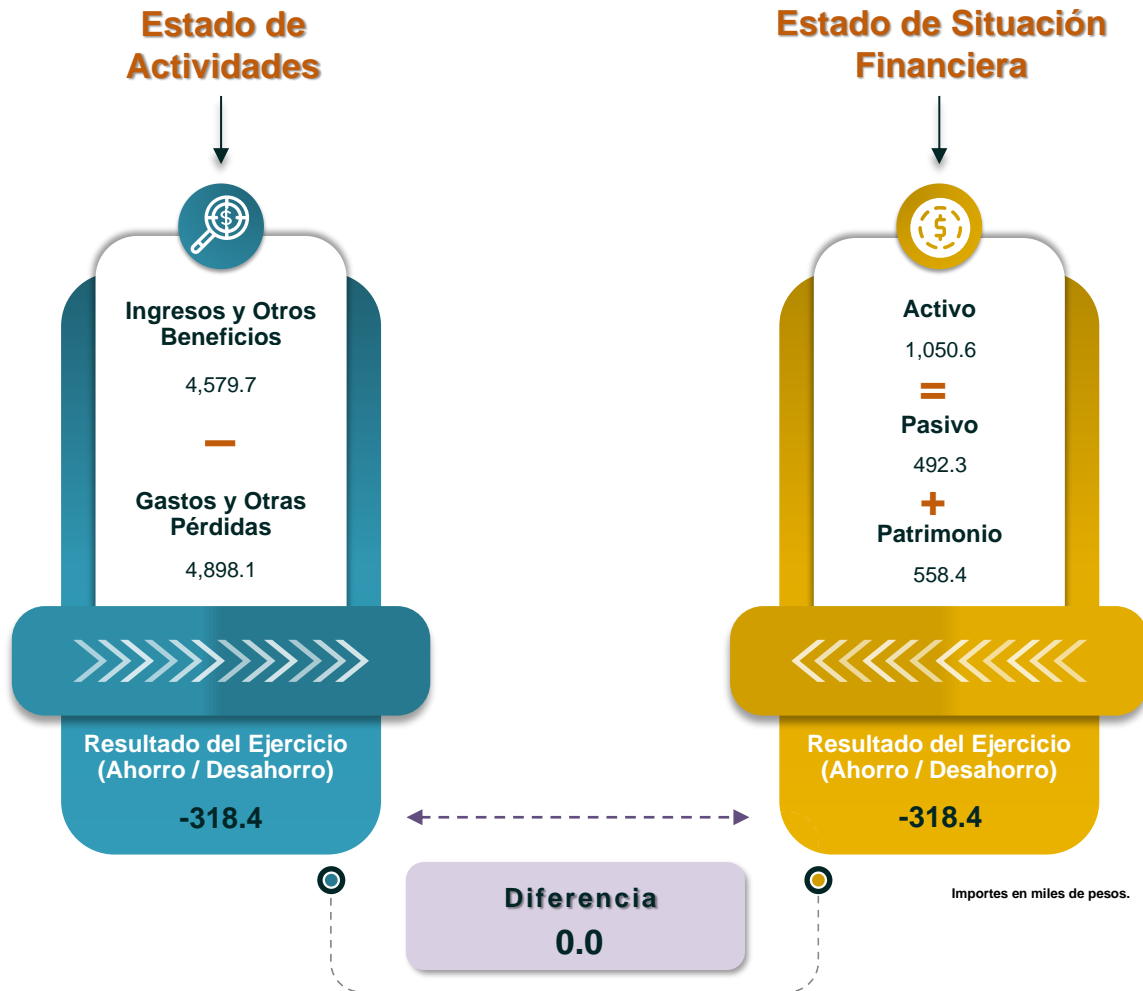 Estado de
Actividades
Ingresos y Otros
Beneficios
4,579.7
−
Gastos y Otras
Pérdidas
4,898.1
Resultado del Ejercicio
(Ahorro / Desahorro)
-318.4
Estado de Situación
Financiera
$
Activo
1,050.6
=
Pasivo
492.3
+
Patrimonio
558.4
Resultado del Ejercicio
(Ahorro / Desahorro)
-318.4
Diferencia
0.0
Importes en miles de pesos.